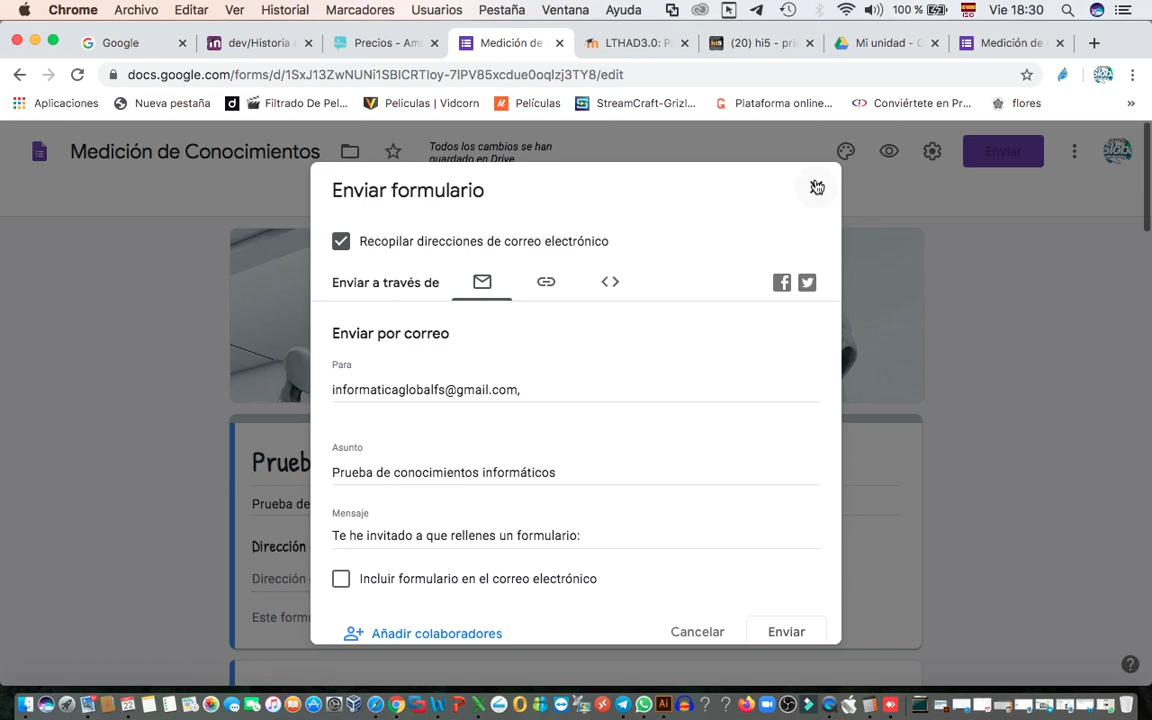 Chrome Archivo Editar Ver Historial Marcadores Usuarios Pestaña Ventana Ayuda 100 % ISO Vie 18:30
Google dev/Historia Precios - Ama Medición de LTHAD3.0: P (20) hi5 - pri Mi unidad - G Medición de
docs.google.com/forms/d/1SxJ13ZwNUNi1SBICRTloy-7lPV85xcdue0oqIzj3TY8/edit
Aplicaciones Nueva pestaña Filtrado De Pel... Peliculas | Vidcorn Películas StreamCraft-Grizl... Plataforma online... Conviértete en Pr... flores »
Medición de Conocimientos
Todos los cambios se han
guardado en Drive
Enviar
Enviar formulario
Recopilar direcciones de correo electrónico
Enviar a través de
Enviar por correo
Para
informaticaglobalfs@gmail.com,
Asunto
Prueba de conocimientos informáticos
Mensaje
Te he invitado a que rellenes un formulario:
Incluir formulario en el correo electrónico
Añadir colaboradores
Cancelar
Enviar
Prueb
Prueba de
Dirección
Dirección
Este form